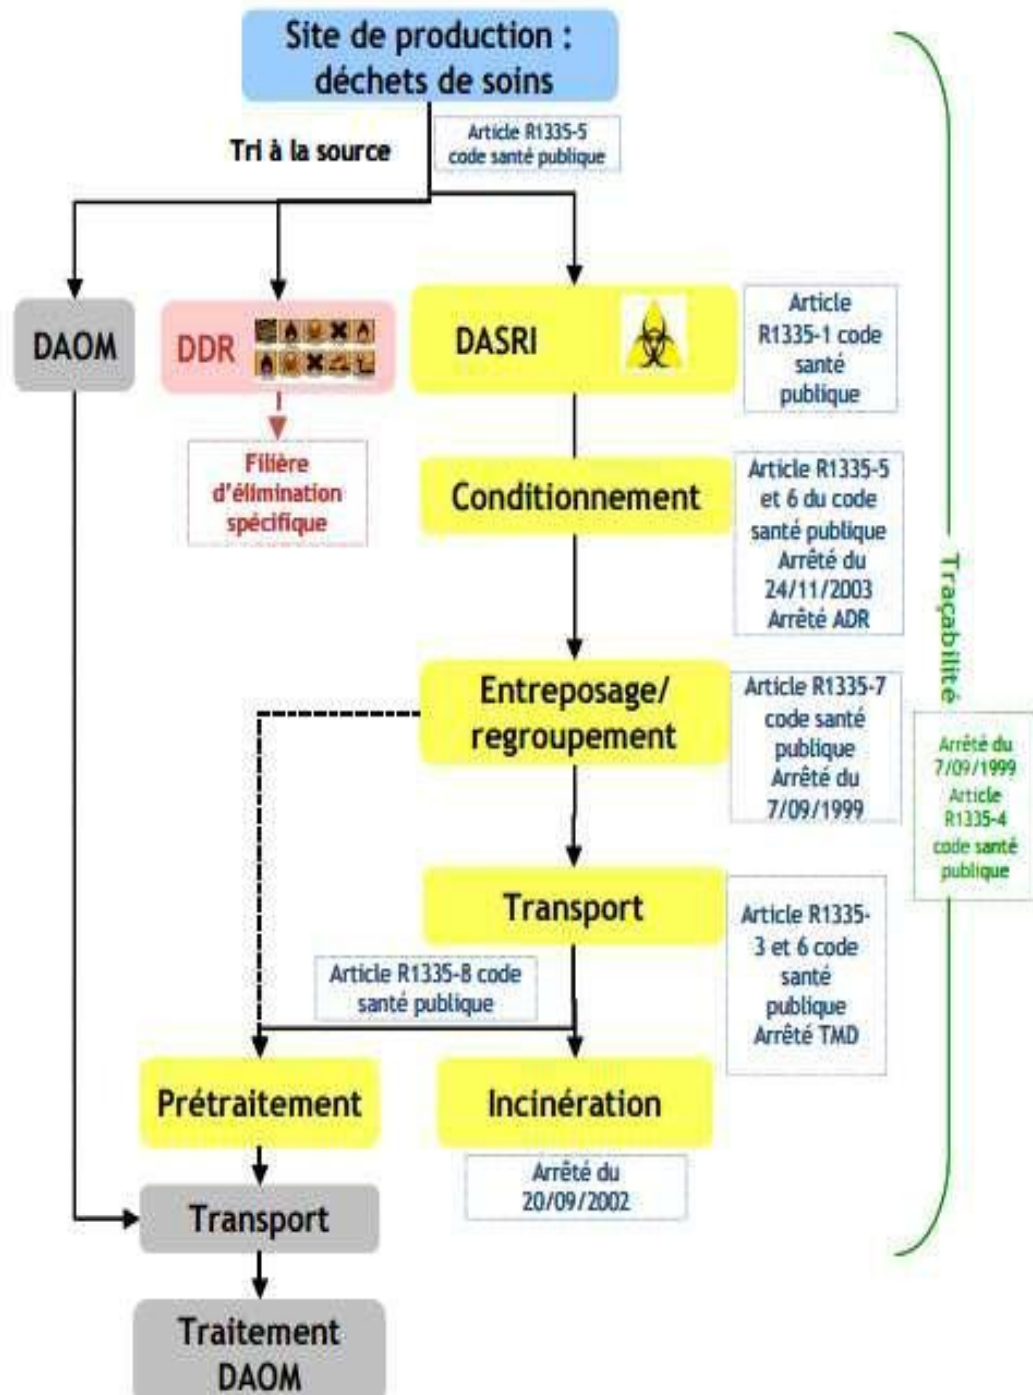 Site de production :
déchets de soins
Tri à la source
Article R1335-5
code santé publique
DAOM
DDR
DASRI
Article
R1335-1 code
santé
publique
Filière
d'élimination
spécifique
Conditionnement
Article R1335-5
et 6 du code
santé publique
Arrêté du
24/11/2003
Arrêté ADR
Traçabilité
Entreposage/
regroupement
Article R1335-7
code santé
publique
Arrêté du
7/09/1999
Arrêté du
7/09/1999
Article
R1335-4
code santé
publique
Transport
Article R1335-
3 et 6 code
santé
publique
Arrêté TMD
Article R1335-8 code
santé publique
Prétraitement
Incinération
Arrêté du
20/09/2002
Transport
Traitement
DAOM